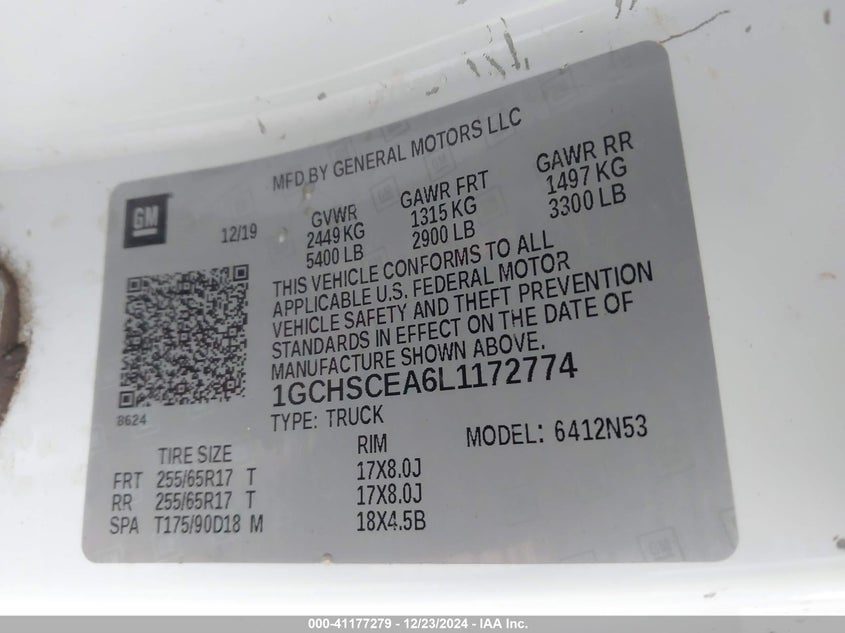 MFD BY GENERAL MOTORS LLC
GM
12/19
GVWR GAWR FRT GAWR RR
2449 KG 1315 KG 1497 KG
5400 LB 2900 LB 3300 LB
THIS VEHICLE CONFORMS TO ALL
APPLICABLE U.S. FEDERAL MOTOR
VEHICLE SAFETY AND THEFT PREVENTION
STANDARDS IN EFFECT ON THE DATE OF
MANUFACTURE SHOWN ABOVE.
1GCHSCEA6L1172774
8624
TYPE: TRUCK
MODEL: 6412N53
TIRE SIZE RIM
FRT 255/65R17 T 17X8.0J
RR 255/65R17 T 17X8.0J
SPA T175/90D18 M 18X4.5B
000-41177279 - 12/23/2024 - IAA Inc.